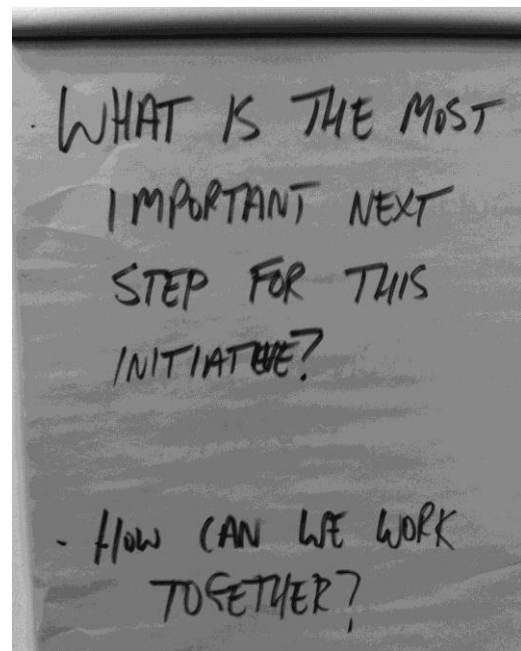 · WHAT IS THE MOST
IMPORTANT NEXT
STEP FOR THIS
INITIATIVE?
- HOW CAN WE WORK
TOGETHER?